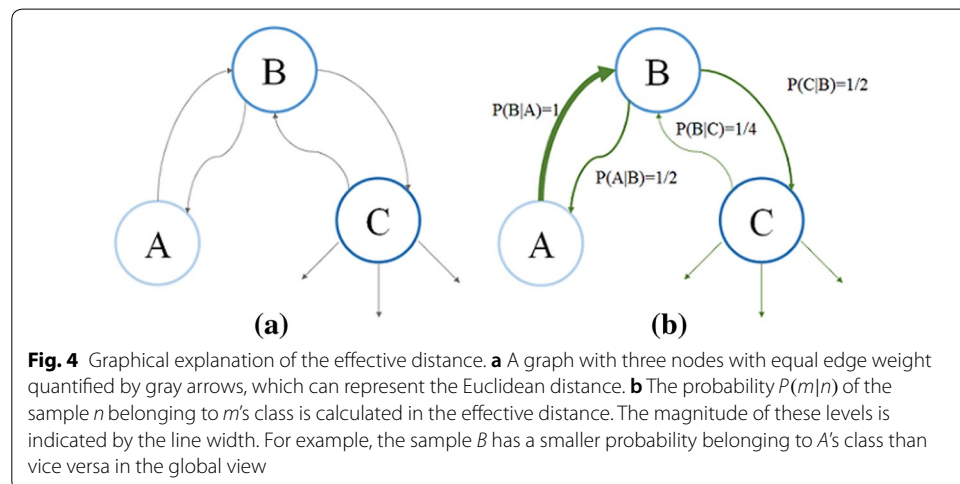 B
A
C
(a)
B
P(B|A)=1
P(C|B)=1/2
P(B|C)=1/4
P(A|B)=1/2
A
C
(b)
Fig. 4 Graphical explanation of the effective distance. a A graph with three nodes with equal edge weight
quantified by gray arrows, which can represent the Euclidean distance. b The probability P(m|n) of the
sample n belonging to m's class is calculated in the effective distance. The magnitude of these levels is
indicated by the line width. For example, the sample B has a smaller probability belonging to A's class than
vice versa in the global view